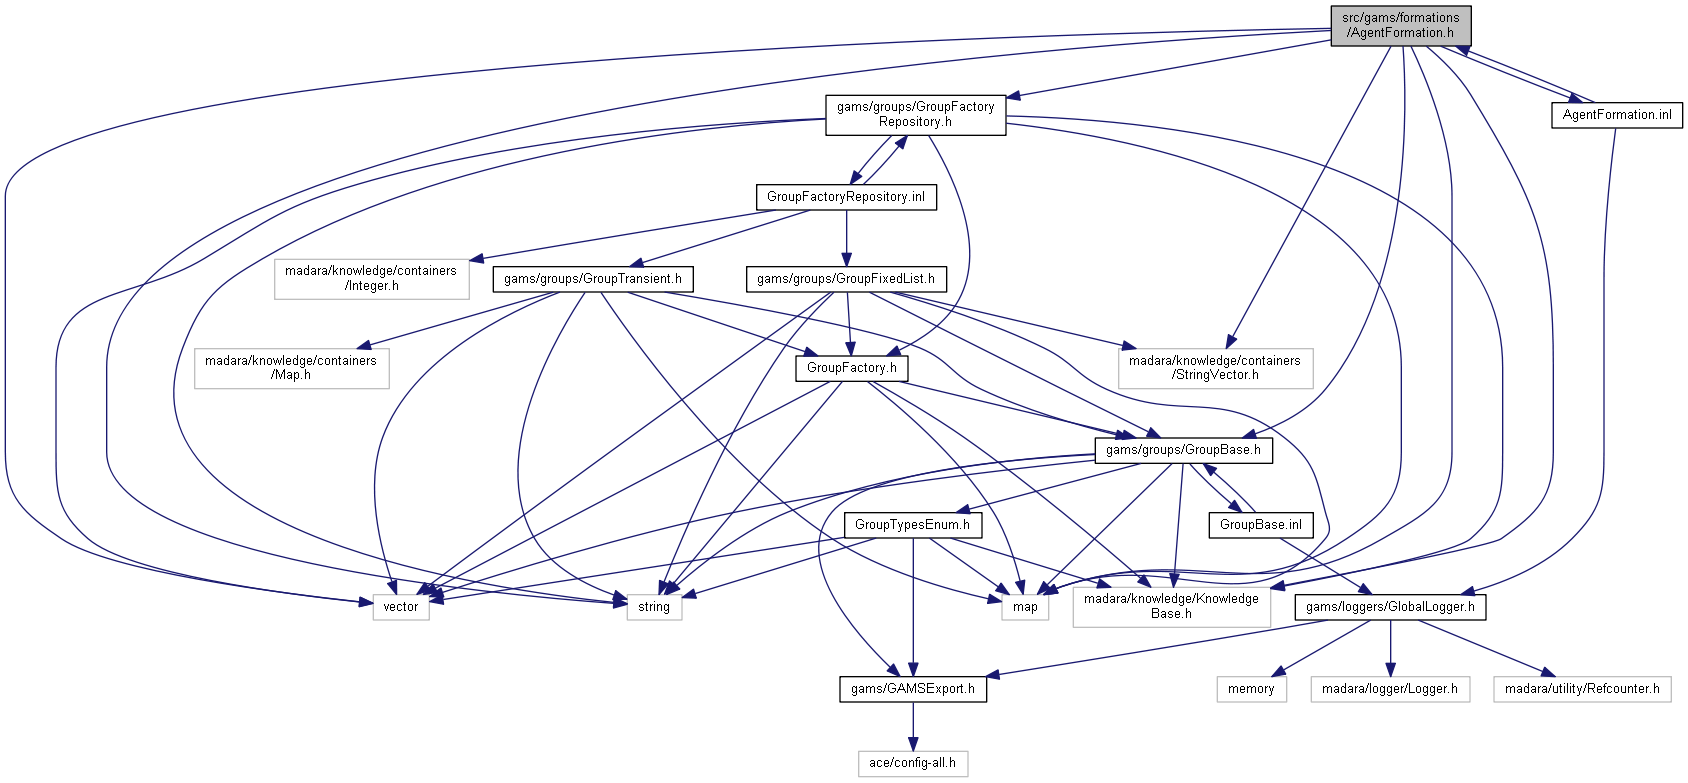 src/gams/formations
/AgentFormation.h
gams/groups/GroupFactory
Repository.h
AgentFormation.inl
GroupFactoryRepository.inl
madara/knowledge/containers
/Integer.h
gams/groups/GroupTransient.h
gams/groups/GroupFixedList.h
madara/knowledge/containers
/Map.h
GroupFactory.h
madara/knowledge/containers
/StringVector.h
gams/groups/GroupBase.h
GroupTypesEnum.h
GroupBase.inl
vector
string
map
madara/knowledge/Knowledge
Base.h
gams/loggers/GlobalLogger.h
gams/GAMSExport.h
memory
madara/logger/Logger.h
madara/utility/Refcounter.h
ace/config-all.h